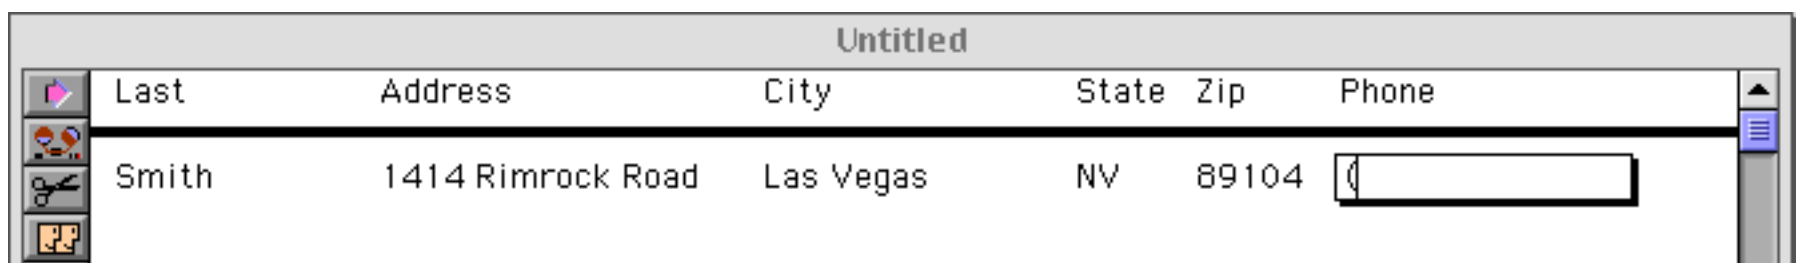 Untitled
Last Address City State Zip Phone
Smith 1414 Rimrock Road Las Vegas NV 89104 (